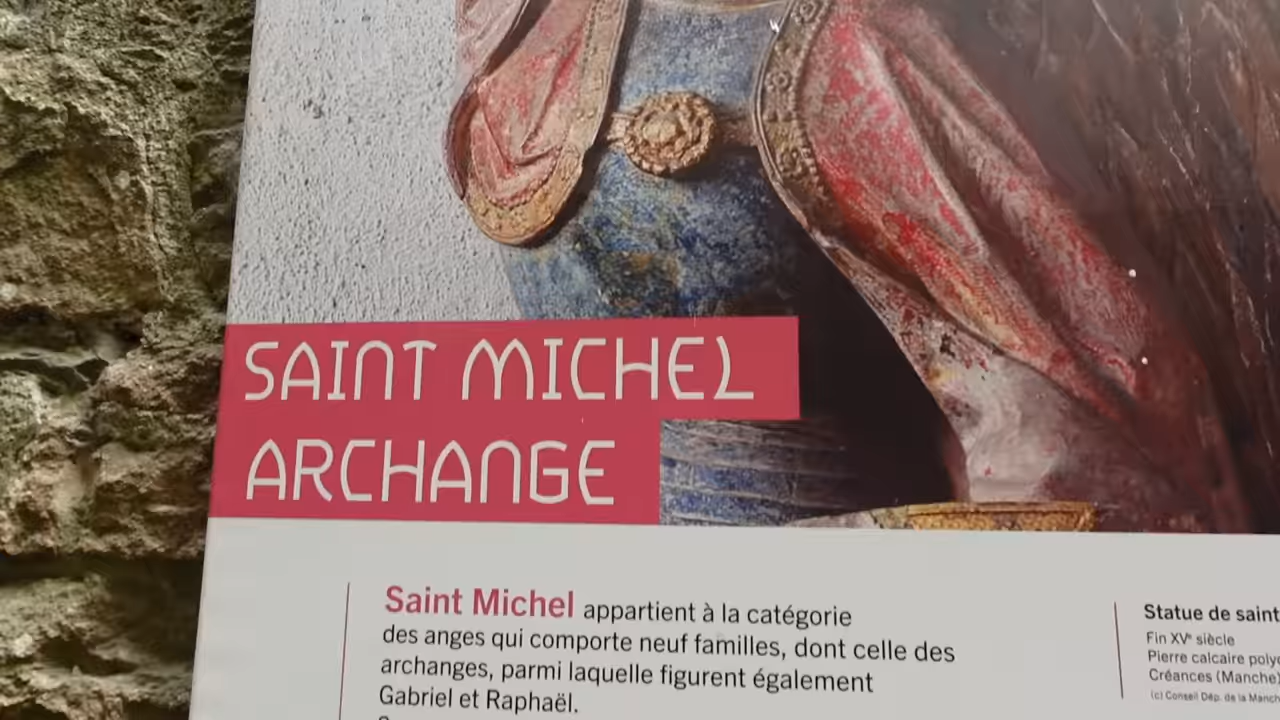 SAINT MICHEL
ARCHANGE
Saint Michel appartient à la catégorie
des anges qui comporte neuf familles, dont celle des
archanges, parmi laquelle figurent également
Gabriel et Raphaël.
Statue de saint
Fin XVe siècle
Pierre calcaire
Créances (Manche)
(c) Conseil Dép. de la